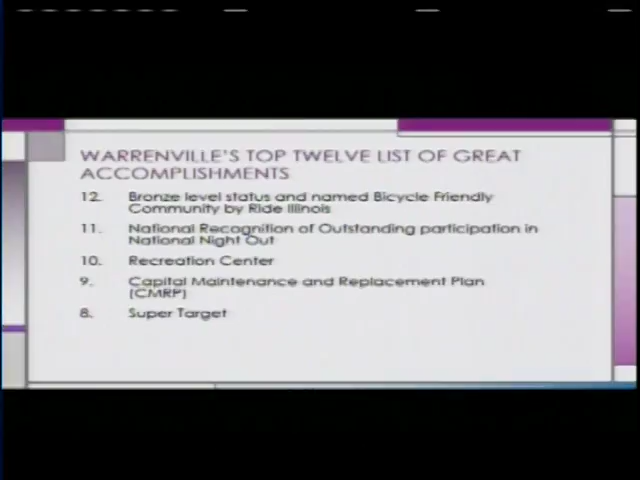 WARRENVILLE'S TOP TWELVE LIST OF GREAT
ACCOMPLISHMENTS
12. Bronze level status and named Bicycle Friendly
Community by Ride Illinois
11. National Recognition of Outstanding participation in
National Night Out
10. Recreation Center
9. Capital Maintenance and Replacement Plan
(CMRP)
8. Super Target